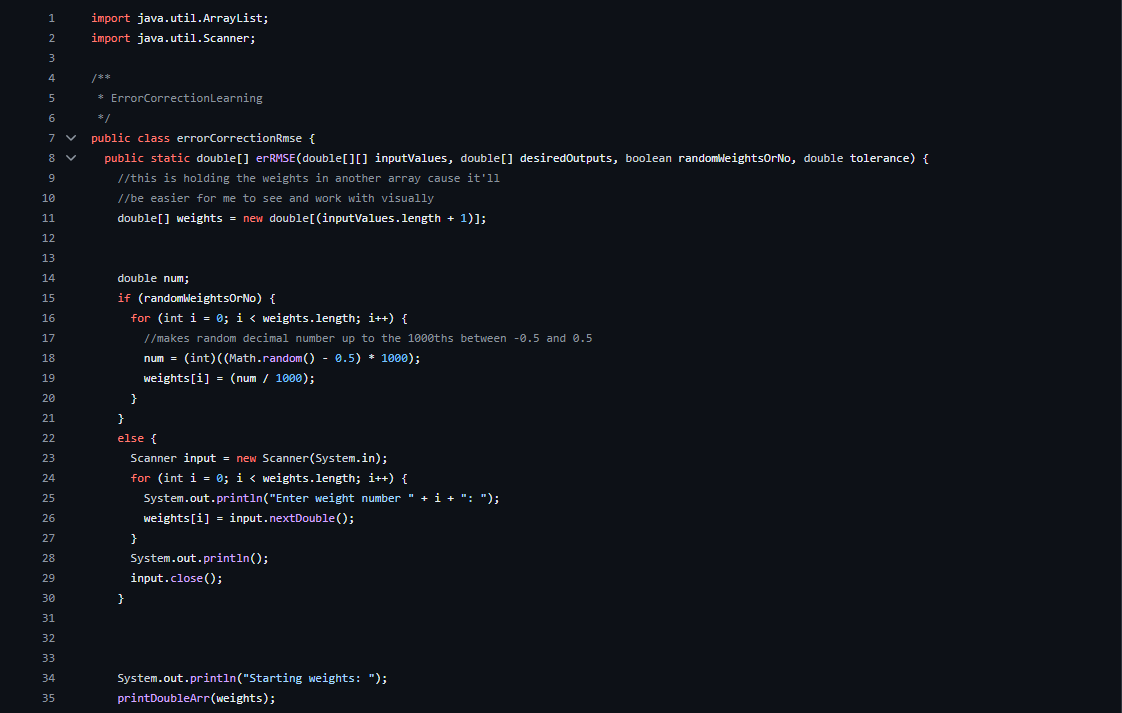 1 import java.util.ArrayList;
2 import java.util.Scanner;
3
4 /**
5  * ErrorCorrectionLearning
6  */
7 public class errorCorrectionRmse {
8   public static double[] erRMSE(double[][] inputValues, double[] desiredOutputs, boolean randomWeightsOrNo, double tolerance) {
9     //this is holding the weights in another array cause it'll
10     //be easier for me to see and work with visually
11     double[] weights = new double[(inputValues.length + 1)];
12
13
14     double num;
15     if (randomWeightsOrNo) {
16       for (int i = 0; i < weights.length; i++) {
17         //makes random decimal number up to the 1000ths between -0.5 and 0.5
18         num = (int)((Math.random() - 0.5) * 1000);
19         weights[i] = (num / 1000);
20       }
21     }
22     else {
23       Scanner input = new Scanner(System.in);
24       for (int i = 0; i < weights.length; i++) {
25         System.out.println("Enter weight number " + i + ": ");
26         weights[i] = input.nextDouble();
27       }
28       System.out.println();
29       input.close();
30     }
31
32
33
34     System.out.println("Starting weights: ");
35     printDoubleArr(weights);